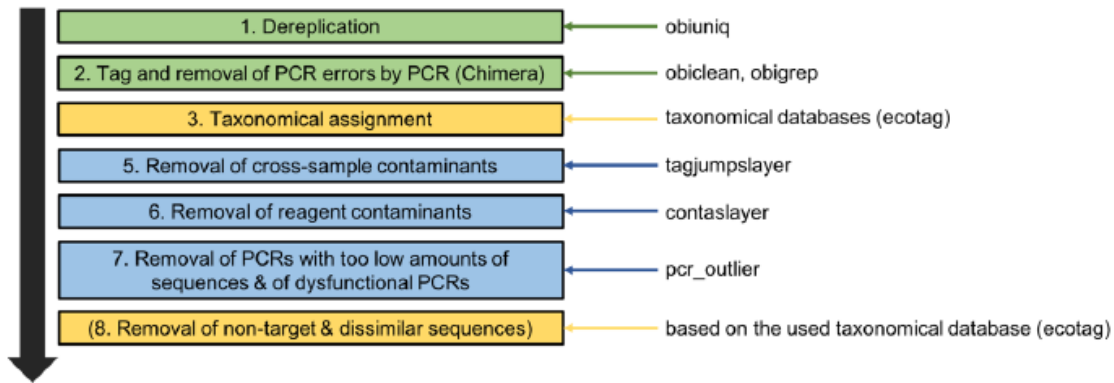 1. Dereplication
obiuniq
2. Tag and removal of PCR errors by PCR (Chimera)
obiclean, obigrep
3. Taxonomical assignment
taxonomical databases (ecotag)
5. Removal of cross-sample contaminants
tagjumpslayer
6. Removal of reagent contaminants
contaslayer
7. Removal of PCRs with too low amounts of
sequences & of dysfunctional PCRs
pcr_outlier
(8. Removal of non-target & dissimilar sequences)
based on the used taxonomical database (ecotag)